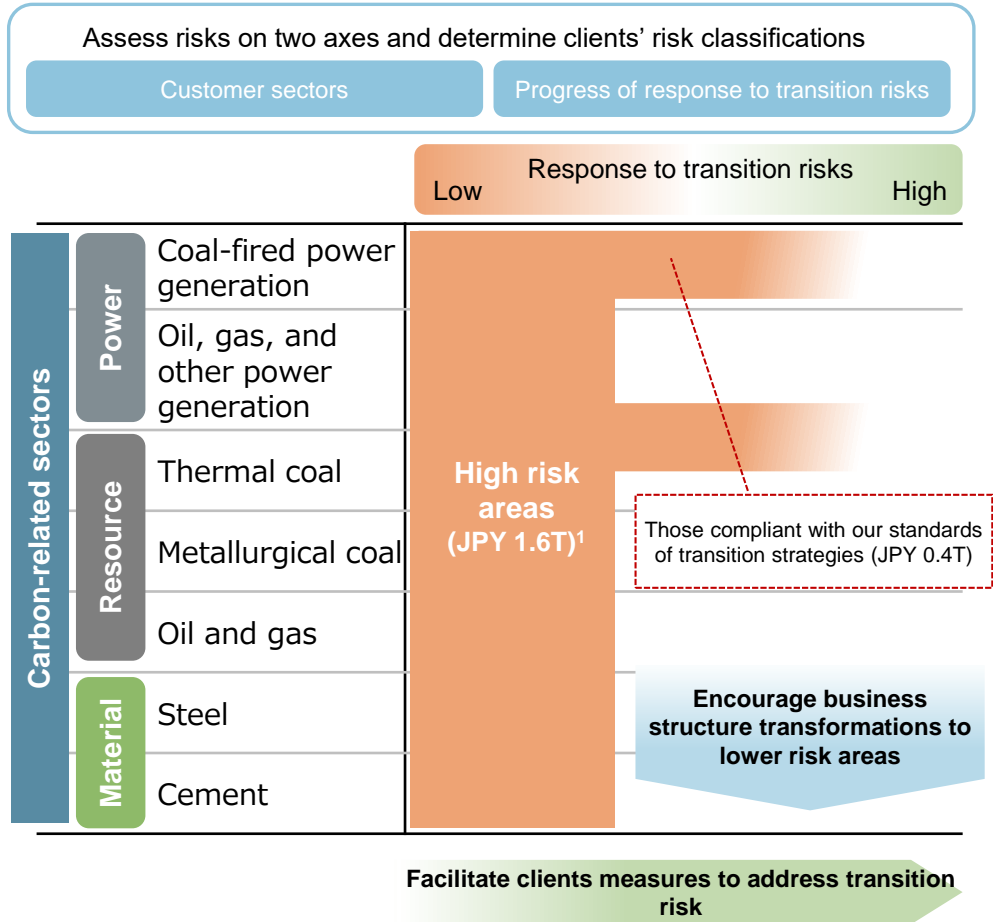 Assess risks on two axes and determine clients’ risk classifications
Customer sectors
Progress of response to transition risks
Response to transition risks
Low
High
Carbon-related sectors
Power
Coal-fired power
generation
Oil, gas, and
other power
generation
Resource
Thermal coal
Metallurgical coal
Oil and gas
Material
Steel
Cement
High risk
areas
(JPY 1.6T)¹
Those compliant with our standards
of transition strategies (JPY 0.4T)
Encourage business
structure transformations to
lower risk areas
Facilitate clients measures to address transition
risk